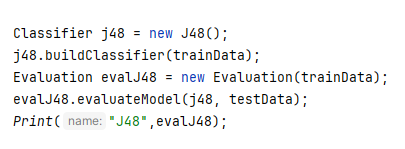 Classifier j48 = new J48();
j48.buildClassifier(trainData);
Evaluation evalJ48 = new Evaluation(trainData);
evalJ48.evaluateModel(j48, testData);
Print( name: "J48",evalJ48);